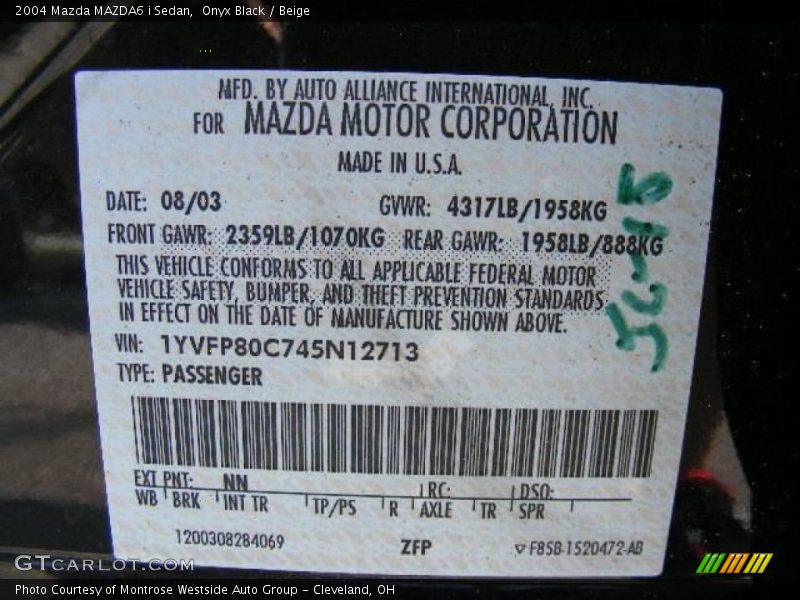 2004 Mazda MAZDA6 i Sedan,  Onyx Black / Beige
MFD. BY AUTO ALLIANCE INTERNATIONAL, INC.
FOR MAZDA MOTOR CORPORATION
MADE IN U.S.A.
DATE: 08/03 GVWR: 4317LB/1958KG
FRONT GAWR: 2359LB/1070KG REAR GAWR: 1958LB/888KG
THIS VEHICLE CONFORMS TO ALL APPLICABLE FEDERAL MOTOR
VEHICLE SAFETY, BUMPER, AND THEFT PREVENTION STANDARDS
IN EFFECT ON THE DATE OF MANUFACTURE SHOWN ABOVE.
VIN: 1YVFP80C745N12713
TYPE: PASSENGER
EXT PNT: NN RC: DSO:
WB BRK INT TR TP/PS R AXLE TR SPR
1200308284069 ZFP ▽F85B-1520472-AB
GTCARLOT.COM
Photo Courtesy of Montrose Westside Auto Group - Cleveland, OH